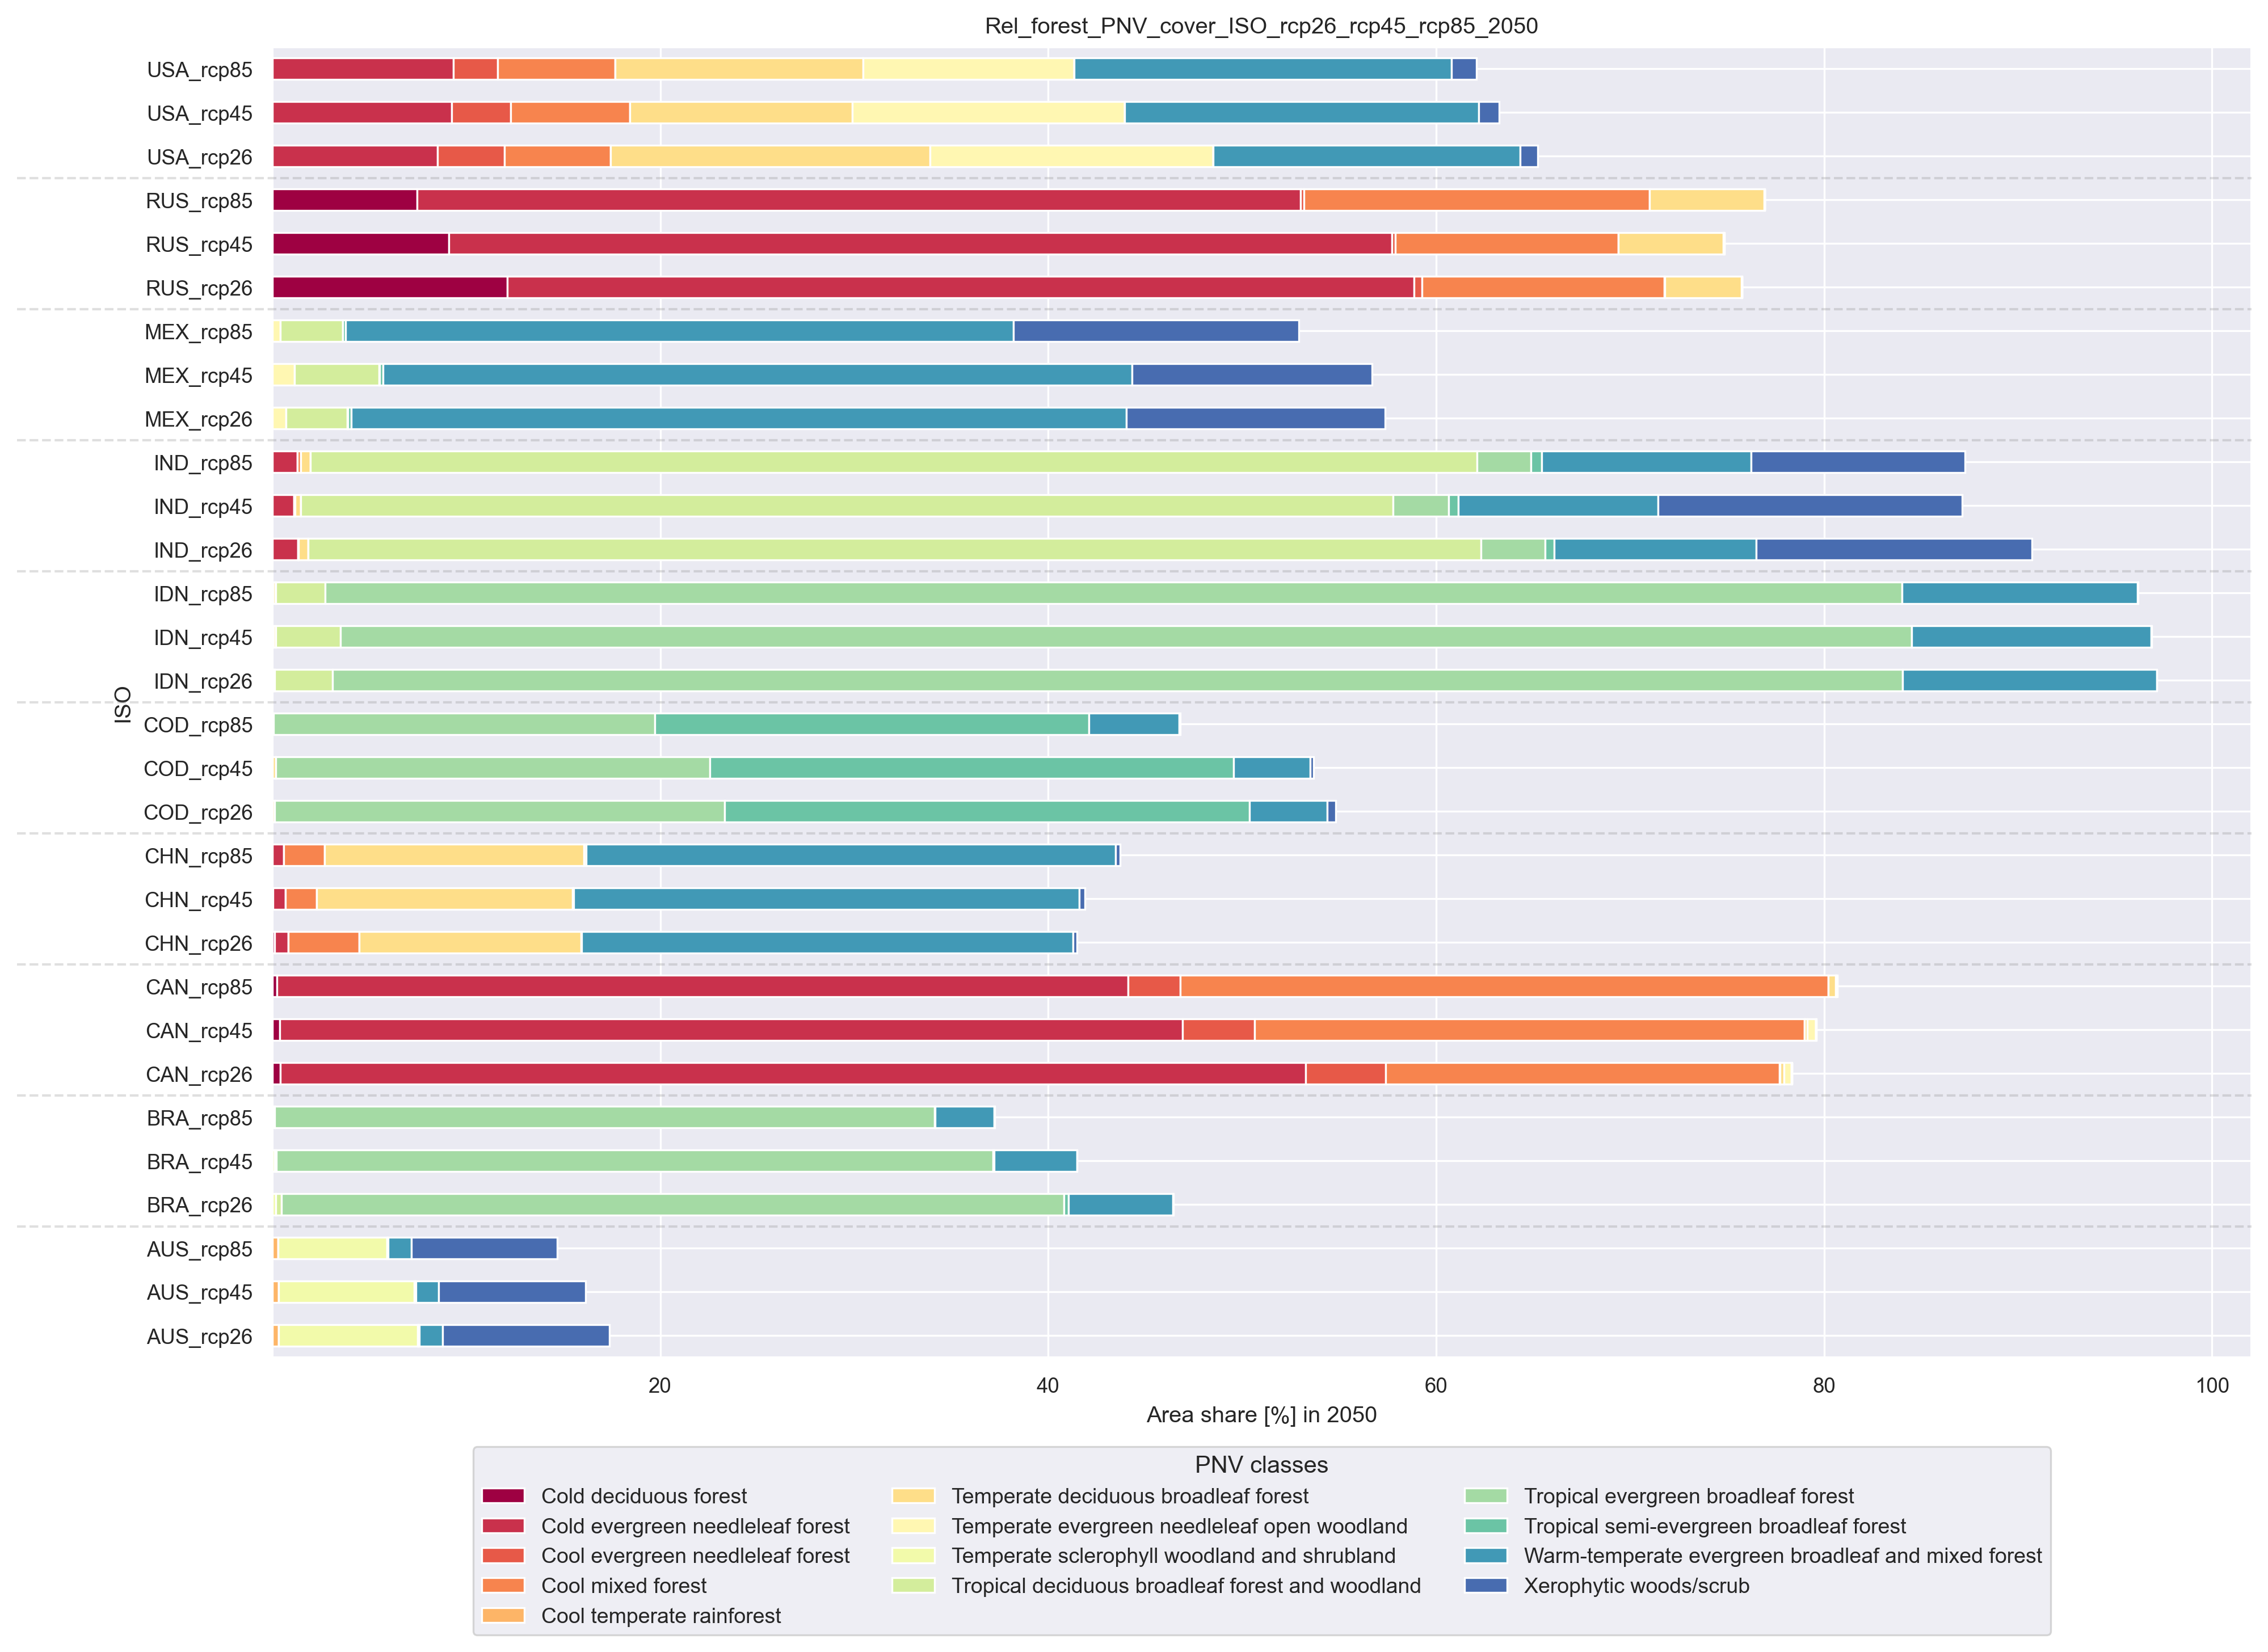 Rel_forest_PNV_cover_ISO_rcp26_rcp45_rcp85_2050
USA_rcp85
USA_rcp45
USA_rcp26
RUS_rcp85
RUS_rcp45
RUS_rcp26
MEX_rcp85
MEX_rcp45
MEX_rcp26
IND_rcp85
IND_rcp45
IND_rcp26
IDN_rcp85
IDN_rcp45
IDN_rcp26
ISO
COD_rcp85
COD_rcp45
COD_rcp26
CHN_rcp85
CHN_rcp45
CHN_rcp26
CAN_rcp85
CAN_rcp45
CAN_rcp26
BRA_rcp85
BRA_rcp45
BRA_rcp26
AUS_rcp85
AUS_rcp45
AUS_rcp26
20 40 60 80 100
Area share [%] in 2050
PNV classes
Cold deciduous forest
Cold evergreen needleleaf forest
Cool evergreen needleleaf forest
Cool mixed forest
Cool temperate rainforest
Temperate deciduous broadleaf forest
Temperate evergreen needleleaf open woodland
Temperate sclerophyll woodland and shrubland
Tropical deciduous broadleaf forest and woodland
Tropical evergreen broadleaf forest
Tropical semi-evergreen broadleaf forest
Warm-temperate evergreen broadleaf and mixed forest
Xerophytic woods/scrub